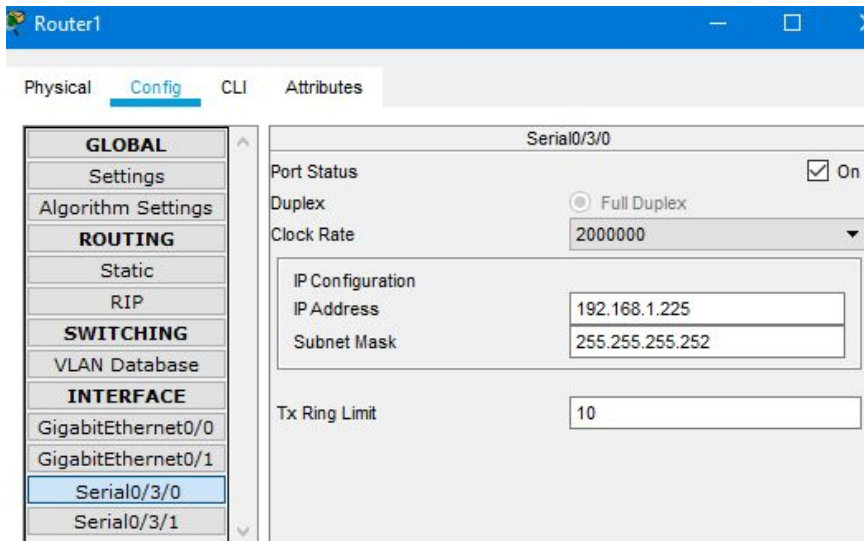 Router1
Physical Config CLI Attributes
GLOBAL
Settings
Algorithm Settings
ROUTING
Static
RIP
SWITCHING
VLAN Database
INTERFACE
GigabitEthernet0/0
GigabitEthernet0/1
Serial0/3/0
Serial0/3/1
Serial0/3/0
Port Status On
Duplex Full Duplex
Clock Rate 2000000
IP Configuration
IP Address 192.168.1.225
Subnet Mask 255.255.255.252
Tx Ring Limit 10